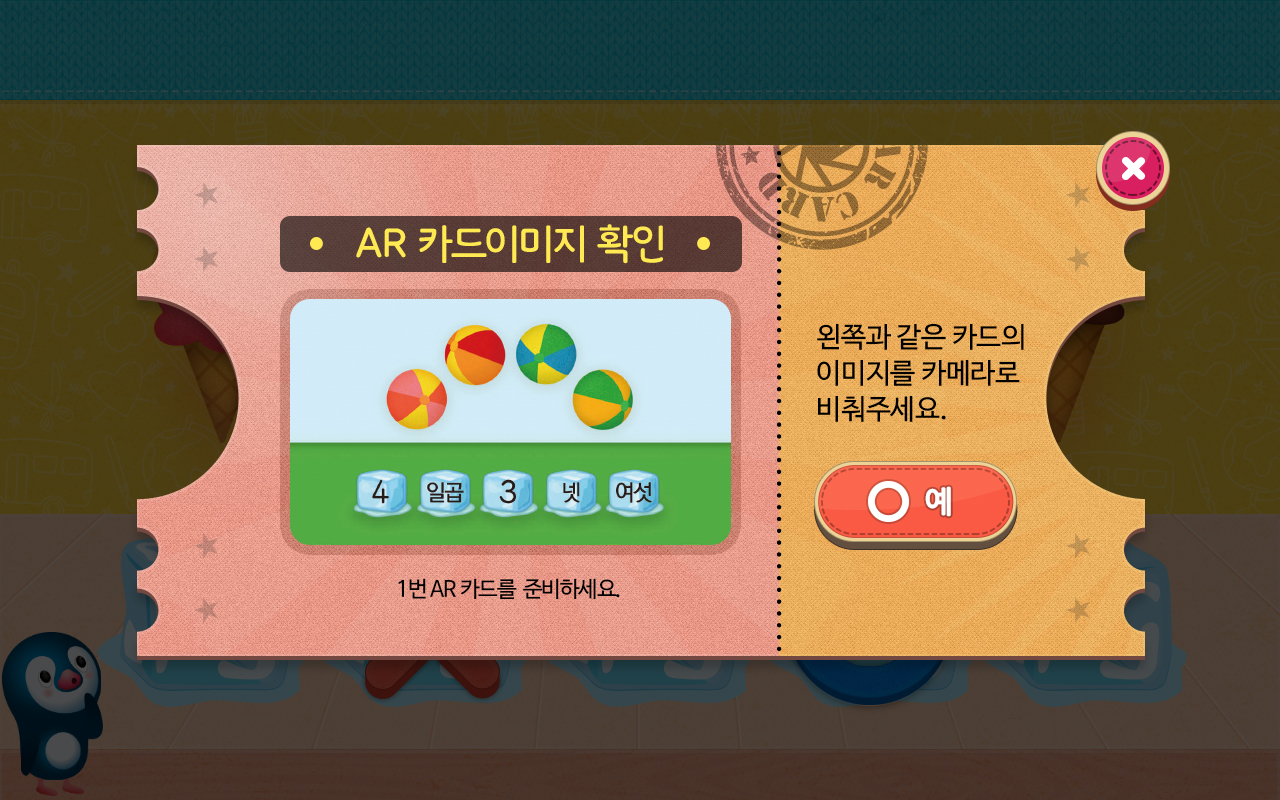 AR CARD
• AR 카드이미지 확인 •
4 일곱 3 넷 여섯
1번 AR 카드를 준비하세요.
왼쪽과 같은 카드의
이미지를 카메라로
비춰주세요.
예